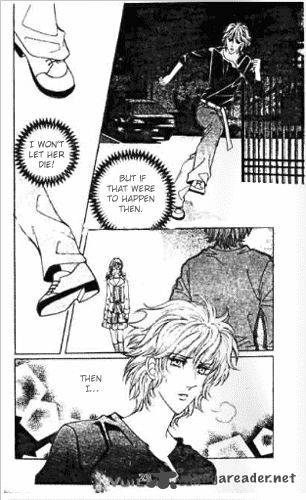 I WON'T
LET HER
DIE!
BUT IF
THAT WERE
TO HAPPEN
THEN.
THEN
I...
areader.net